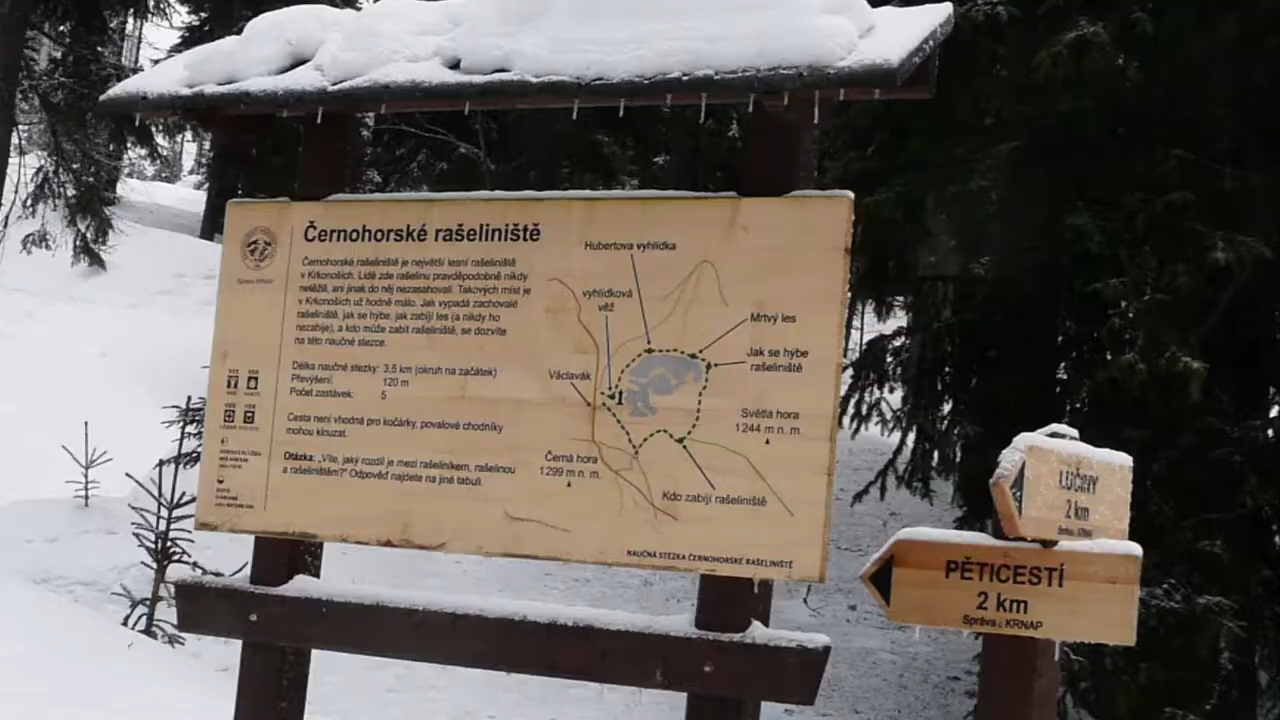 Černohorské rašeliniště
Správa KRNAP
Černohorské rašeliniště je největší lesní rašeliniště
v Krkonoších. Lidé zde rašelinu pravděpodobně nikdy
netěžili, ani jinak do něj nezasahovali. Takových míst je
v Krkonoších už hodně málo. Jak vypadá zachovalé
rašeliniště, jak se hýbe, jak zabíjí les (a nikdy ho
nezabije), a kdo může zabít rašeliniště, se dozvíte
na této naučné stezce.
Délka naučné stezky: 3,5 km (okruh na začátek)
Převýšení: 120 m
Počet zastávek: 5
Cesta není vhodná pro kočárky, povalové chodníky
mohou klouzat.
Otázka: „Víte, jaký rozdíl je mezi rašeliníkem, rašelinou
a rašeliništěm?" Odpověď najdete na jiné tabuli.
Hubertova vyhlídka
vyhlídková
věž
Mrtvý les
Jak se hýbe
rašeliniště
Václavák
1
Světlá hora
1244 m n. m.
Černá hora
1299 m n. m.
Kdo zabíjí rašeliniště
NAUČNÁ STEZKA ČERNOHORSKÉ RAŠELINIŠTĚ
LUČINY
2 km
Správa KRNAP
PĚTICESTÍ
2 km
Správa KRNAP